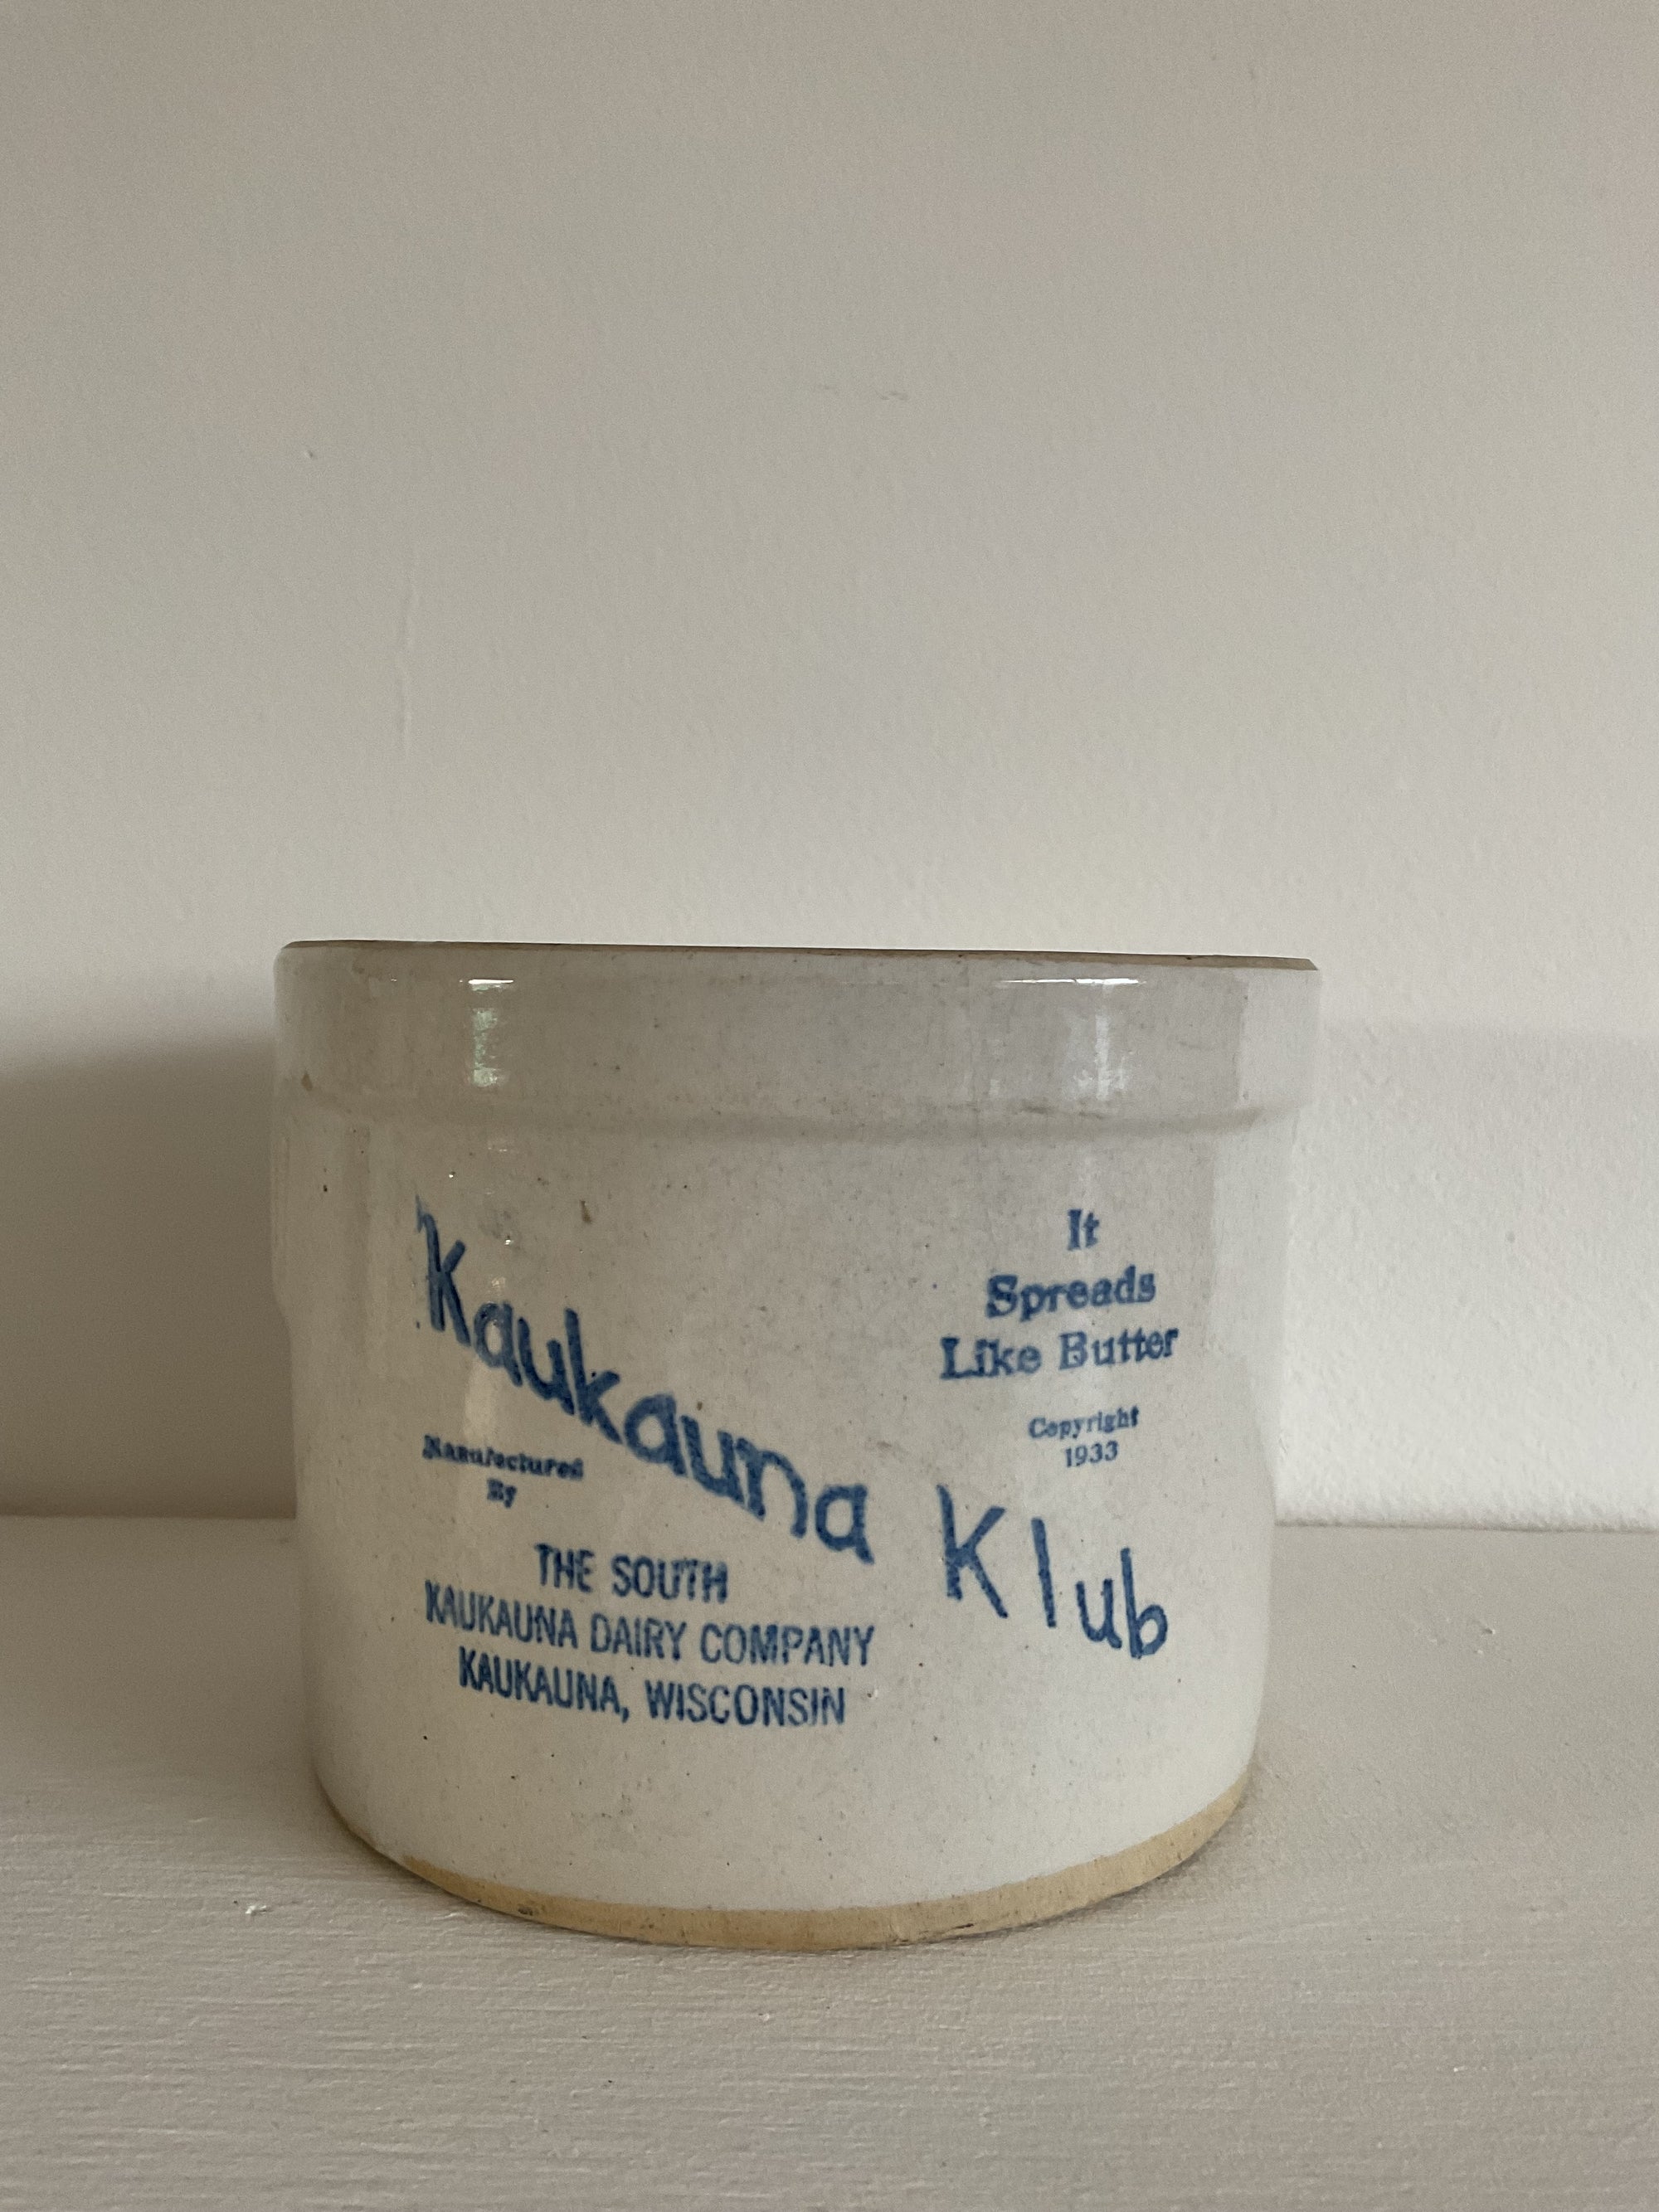 Kaukauna Klub
It
Spreads
Like Butter
Copyright
1933
Manufactured
By
THE SOUTH
KAUKAUNA DAIRY COMPANY
KAUKAUNA, WISCONSIN